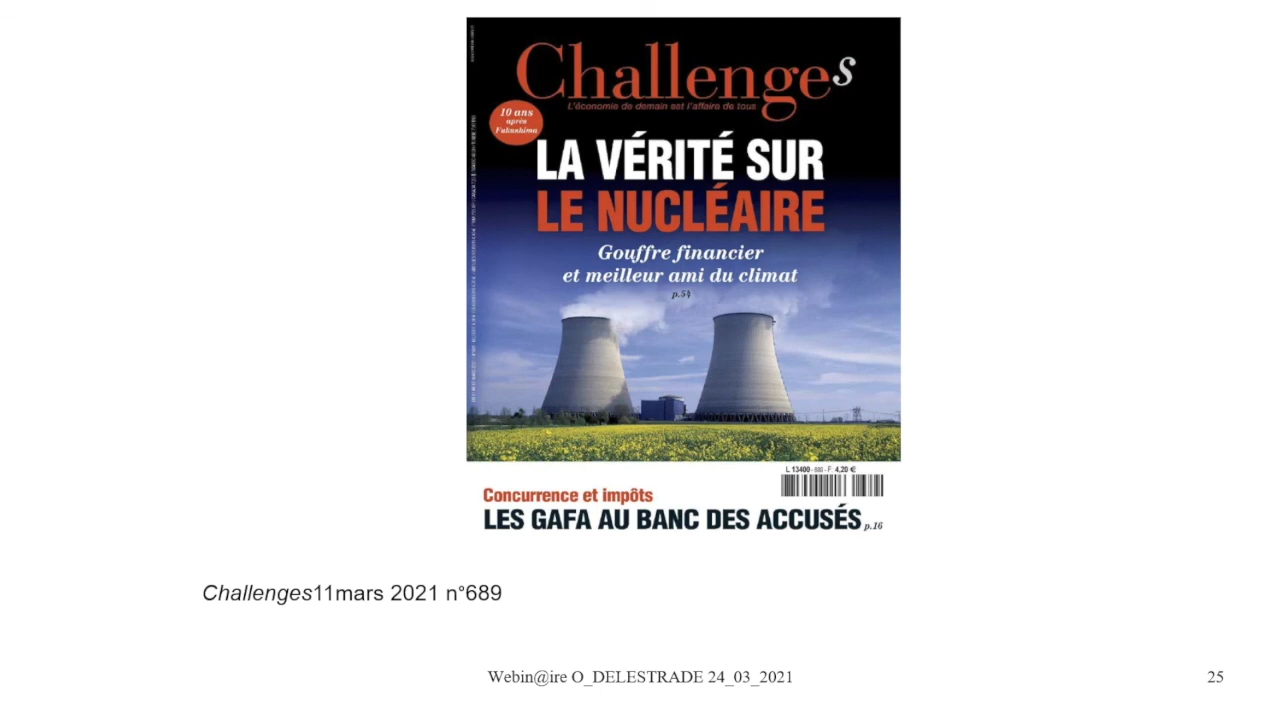 Challenges
L'économie de demain est l'affaire de tous
10 ans
après
Fukushima
LA VÉRITÉ SUR
LE NUCLÉAIRE
Gouffre financier
et meilleur ami du climat
p.54
L 13400
F: 4,20 €
Concurrence et impôts
LES GAFA AU BANC DES ACCUSÉS p.16
Challenges11mars 2021 n°689
Webin@ire O_DELESTRADE 24_03_2021
25